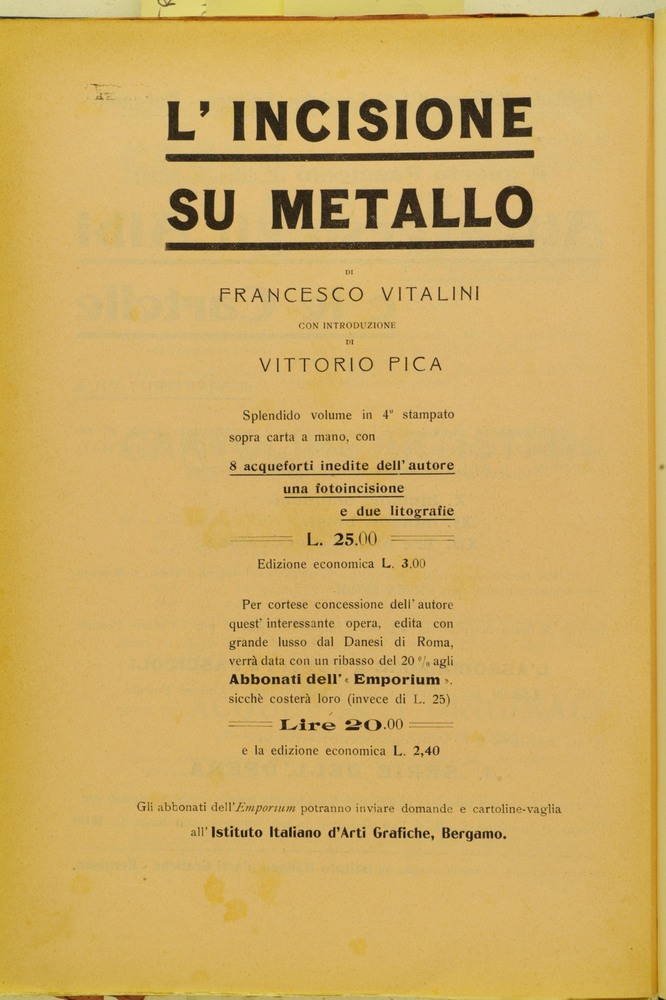 L' INCISIONE
SU METALLO
DI
FRANCESCO VITALINI
CON INTRODUZIONE
DI
VITTORIO PICA
Splendido volume in 4º stampato
sopra carta a mano, con
8 acqueforti inedite dell' autore
una fotoincisione
e due litografie
L. 25.00
Edizione economica L. 3.00
Per cortese concessione dell' autore
quest' interessante opera, edita con
grande lusso dal Danesi di Roma,
verrà data con un ribasso del 20 % agli
Abbonati dell' « Emporium »,
sicchè costerà loro (invece di L. 25)
Lire 20.00
e la edizione economica L. 2,40
Gli abbonati dell'Emporium potranno inviare domande e cartoline-vaglia
all' Istituto Italiano d'Arti Grafiche, Bergamo.